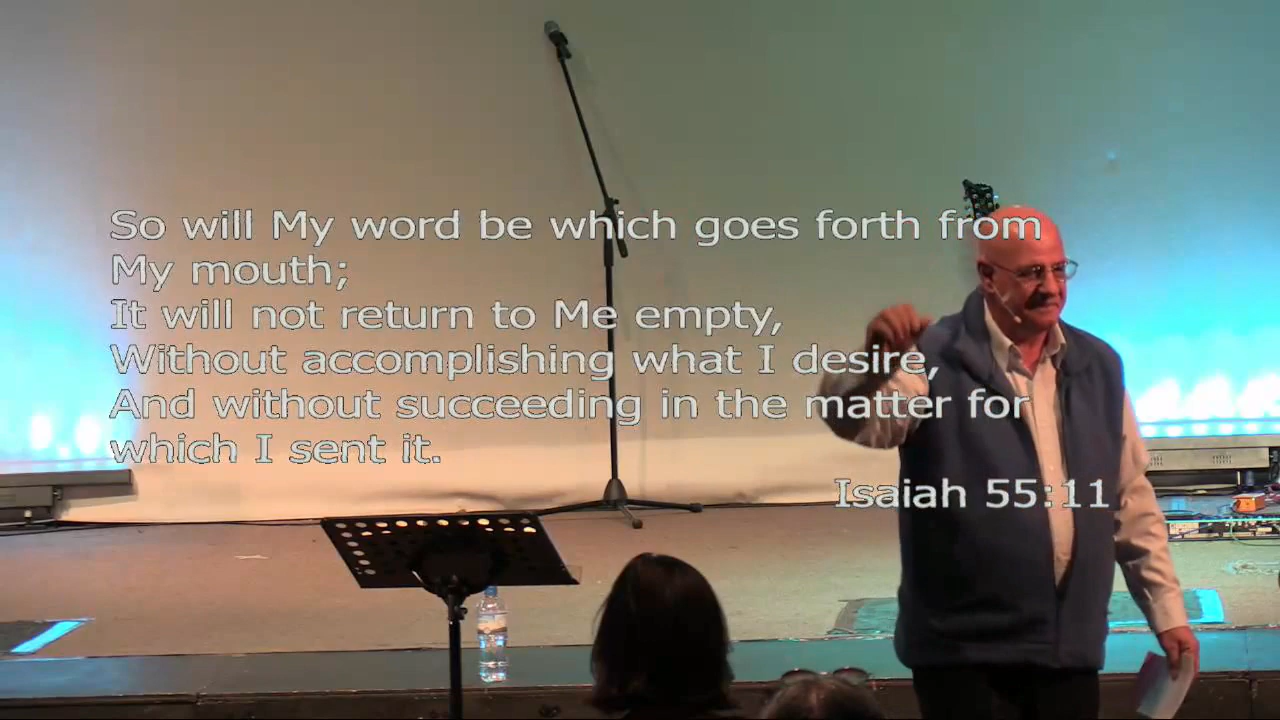 So will My word be which goes forth from
My mouth;
It will not return to Me empty,
Without accomplishing what I desire,
And without succeeding in the matter for
which I sent it.
Isaiah 55:11